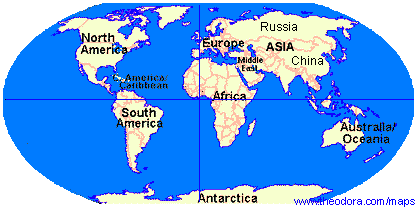 North
America
Europe
Russia
ASIA
Middle
East
China
America/
Caribbean
Africa
South
America
Australia/
Oceania
Antarctica
www.theodora.com/maps